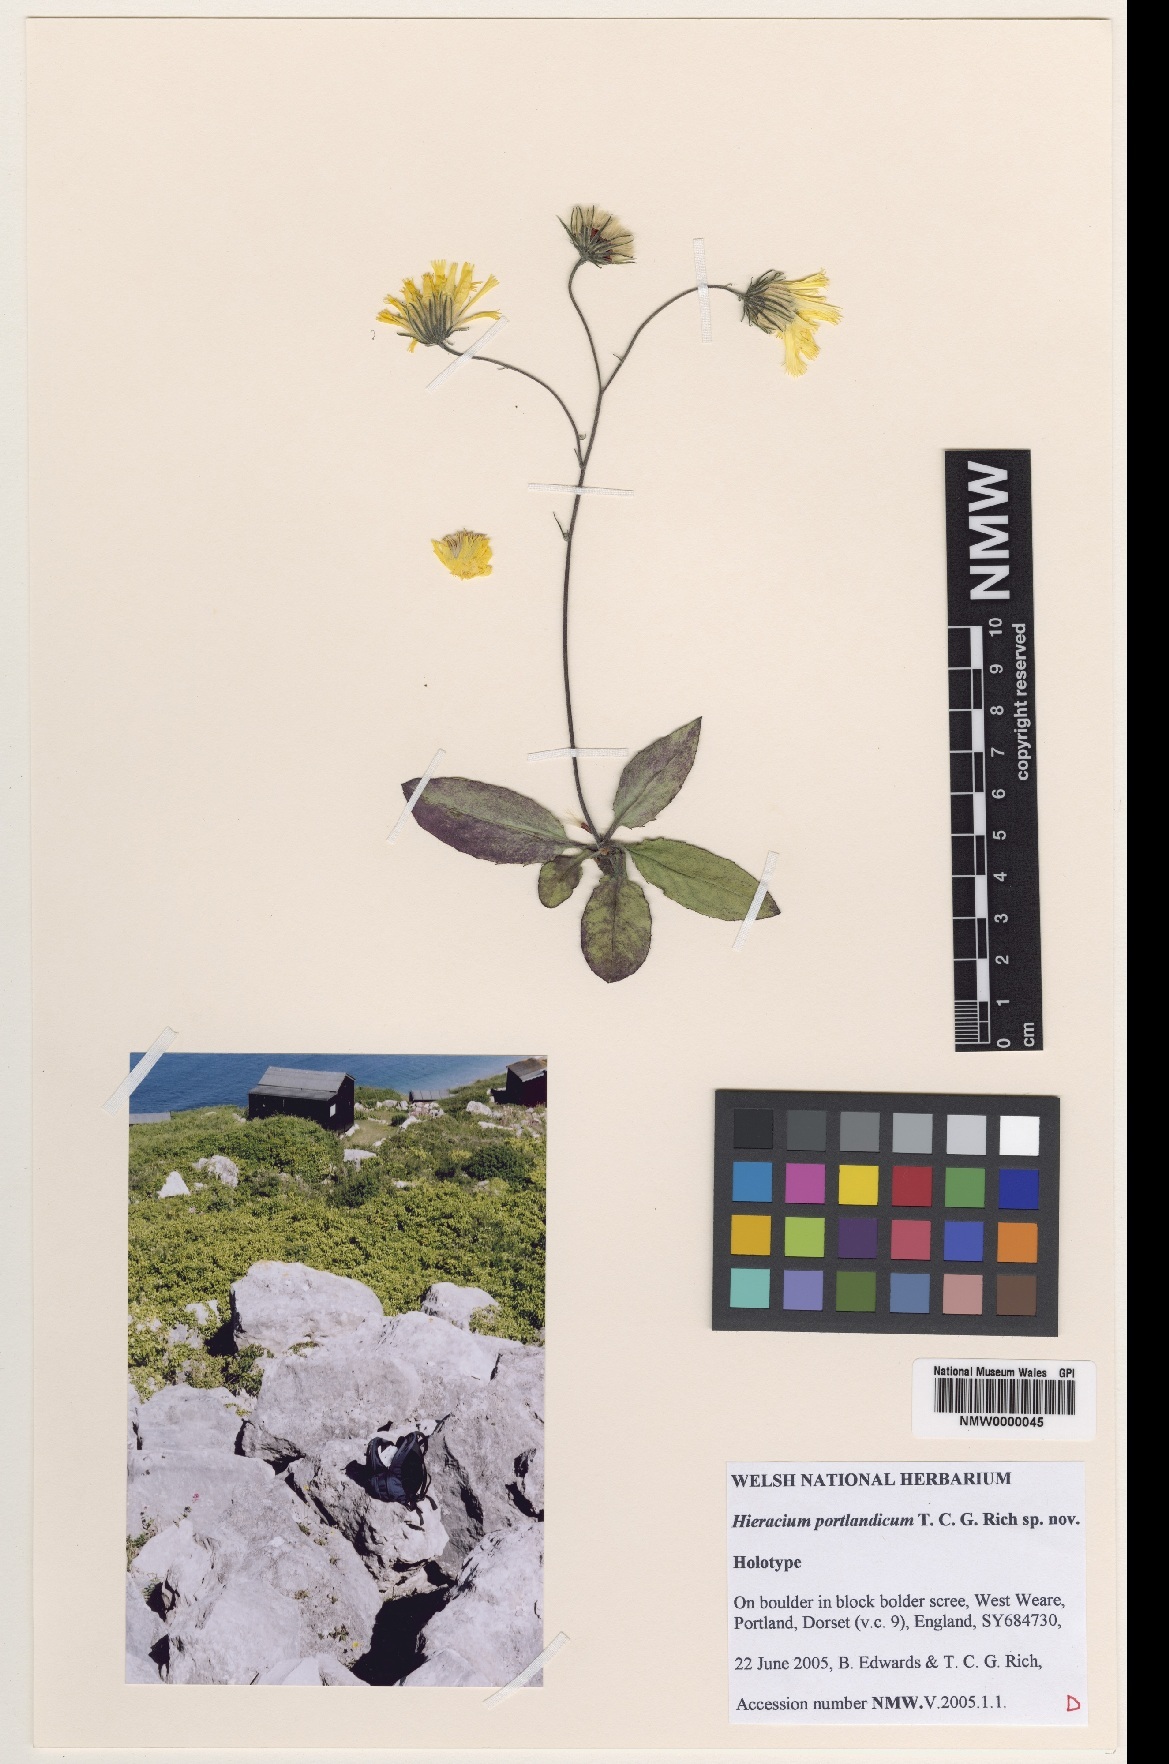 NMW
10
9
8
7
6
5
4
3
2
1
0
cm
copyright reserved
National Museum Wales GPI
NMW0000045
WELSH NATIONAL HERBARIUM
Hieracium portlandicum T. C. G. Rich sp. nov.
Holotype
On boulder in block bolder scree, West Weare,
Portland, Dorset (v.c. 9), England, SY684730,
22 June 2005, B. Edwards & T. C. G. Rich,
Accession number NMW.V.2005.1.1.
D